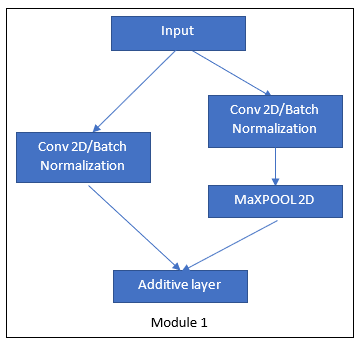 Input
Conv 2D/Batch
Normalization
Conv 2D/Batch
Normalization
MaXPOOL 2D
Additive layer
Module 1